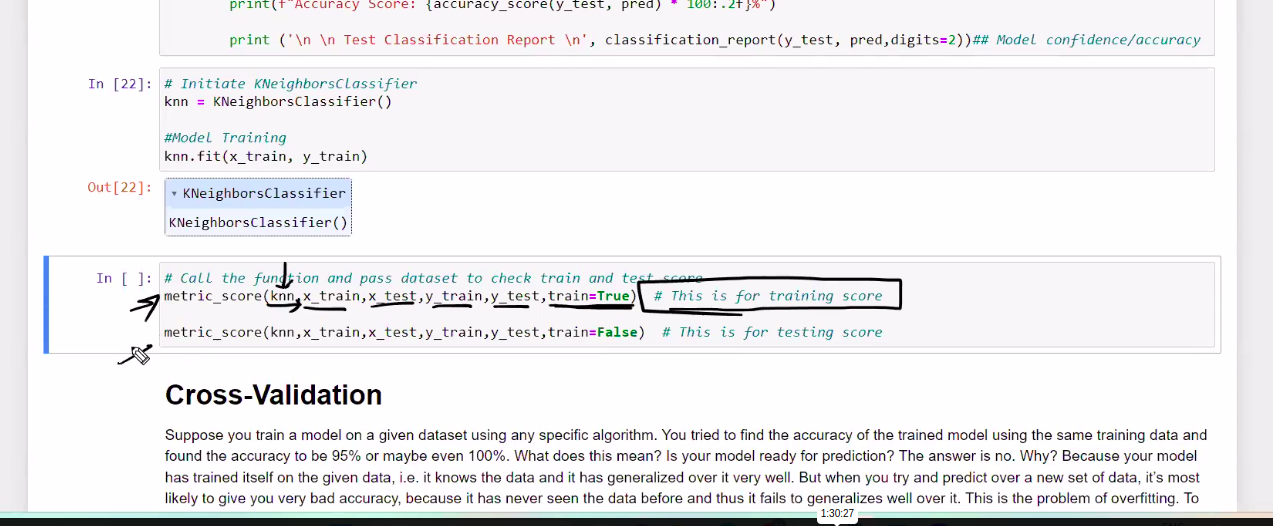 print(f"Accuracy Score: {accuracy_score(y_test, pred) * 100:.2f}%")
print ('\n \n Test Classification Report \n', classification_report(y_test, pred,digits=2))## Model confidence/accuracy
In [22]: # Initiate KNeighborsClassifier
knn = KNeighborsClassifier()
#Model Training
knn.fit(x_train, y_train)
Out[22]: ▾ KNeighborsClassifier
KNeighborsClassifier()
In [ ]: # Call the function and pass dataset to check train and test score
metric_score(knn,x_train,x_test,y_train,y_test,train=True) # This is for training score
metric_score(knn,x_train,x_test,y_train,y_test,train=False) # This is for testing score
Cross-Validation
Suppose you train a model on a given dataset using any specific algorithm. You tried to find the accuracy of the trained model using the same training data and
found the accuracy to be 95% or maybe even 100%. What does this mean? Is your model ready for prediction? The answer is no. Why? Because your model
has trained itself on the given data, i.e. it knows the data and it has generalized over it very well. But when you try and predict over a new set of data, it's most
likely to give you very bad accuracy, because it has never seen the data before and thus it fails to generalizes well over it. This is the problem of overfitting. To
1:30:27